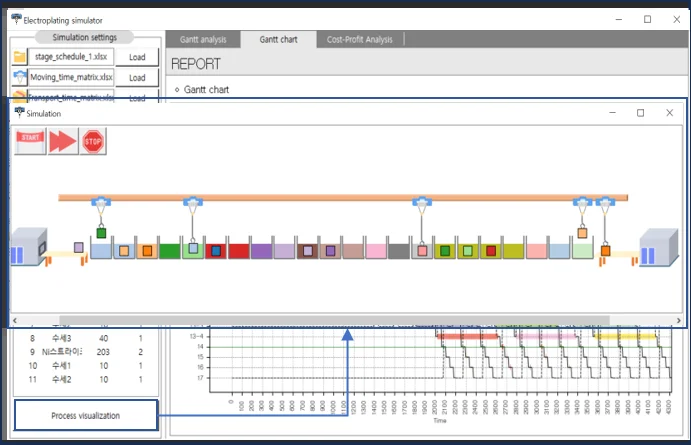 Electroplating simulator
Simulation settings
stage_schedule_1.xlsx Load
Moving_time_matrix.xlsx Load
Transport_time_matrix.xlsx Load
Gantt analysis Gantt chart Cost-Profit Analysis
REPORT
Gantt chart
Simulation
START STOP
8 수세3 40 1
9 Ni스트라이크 203 2
10 수세1 10 1
11 수세2 10 1
Process visualization
13-4
14
15
16
17
0 100 200 300 400 500 600 700 800 900 1000 1100 1200 1300 1400 1500 1600 1700 1800 1900 2000 2100 2200 2300 2400 2500 2600 2700 2800 2900 3000 3100 3200 3300 3400 3500 3600 3700 3800 3900 4000 4100 4200 4300
Time